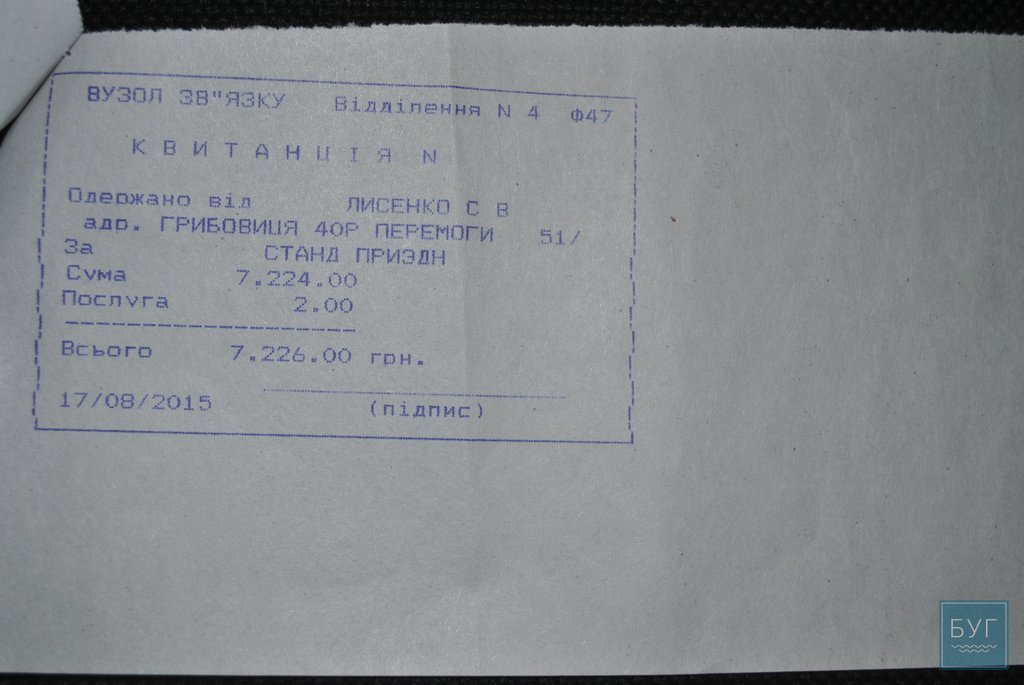 ВУЗОЛ ЗВ"ЯЗКУ Відділення N 4 Ф47
К В И Т А Н Ц І Я N
Одержано від ЛИСЕНКО С В
адр. ГРИБОВИЦЯ 40Р ПЕРЕМОГИ 51/
За СТАНД ПРИЭДН
Сума 7.224.00
Послуга 2.00
Всього 7.226.00 грн.
17/08/2015
(підпис)
БУГ